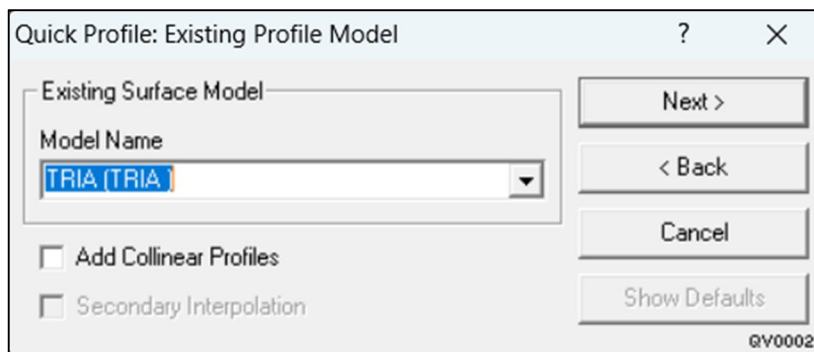 Quick Profile: Existing Profile Model ? ×
Existing Surface Model
Model Name
TRIA (TRIA )
Add Collinear Profiles
Secondary Interpolation
Next >
< Back
Cancel
Show Defaults
QV0002